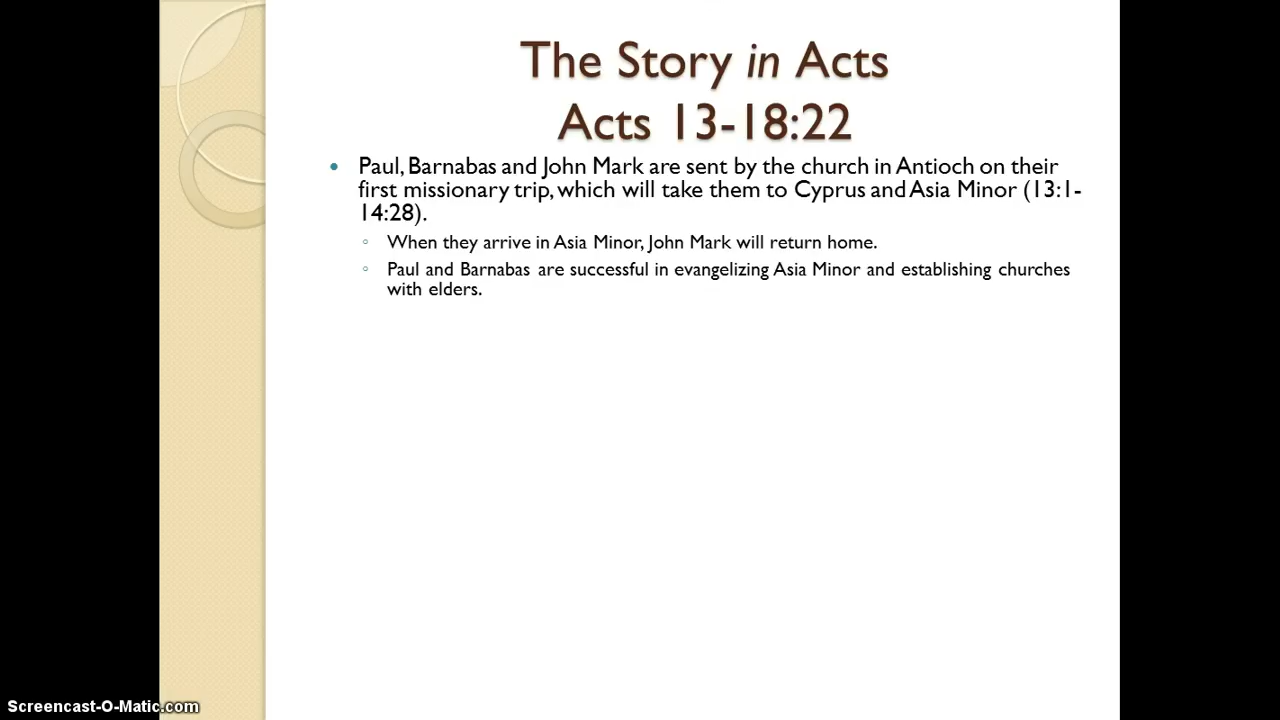 The Story in Acts
Acts 13-18:22
• Paul, Barnabas and John Mark are sent by the church in Antioch on their
first missionary trip, which will take them to Cyprus and Asia Minor (13:1-
14:28).
◦ When they arrive in Asia Minor, John Mark will return home.
◦ Paul and Barnabas are successful in evangelizing Asia Minor and establishing churches
with elders.
Screencast-O-Matic.com